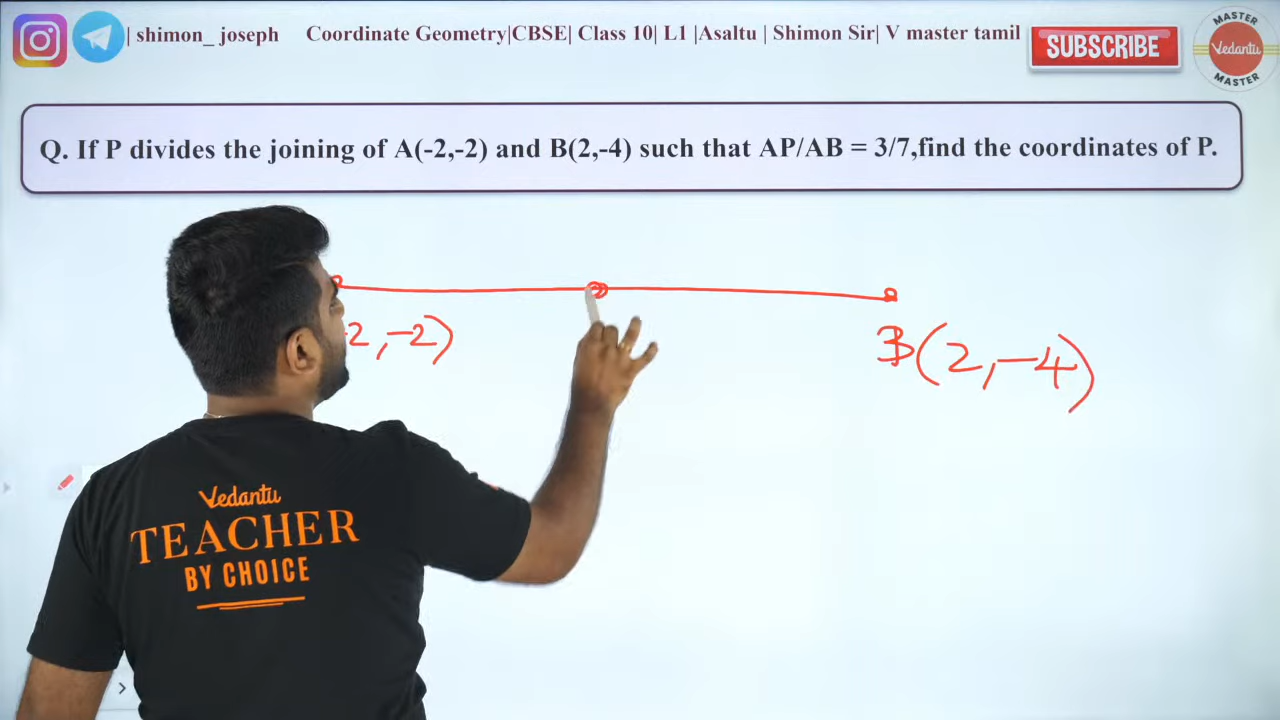 | shimon_ joseph
Coordinate Geometry|CBSE| Class 10| L1 |Asaltu | Shimon Sir| V master tamil
SUBSCRIBE
MASTER
Vedantu
MASTER
Q. If P divides the joining of A(-2,-2) and B(2,-4) such that AP/AB = 3/7,find the coordinates of P.
-2,-2)
B(2,-4)
Vedantu
TEACHER
BY CHOICE